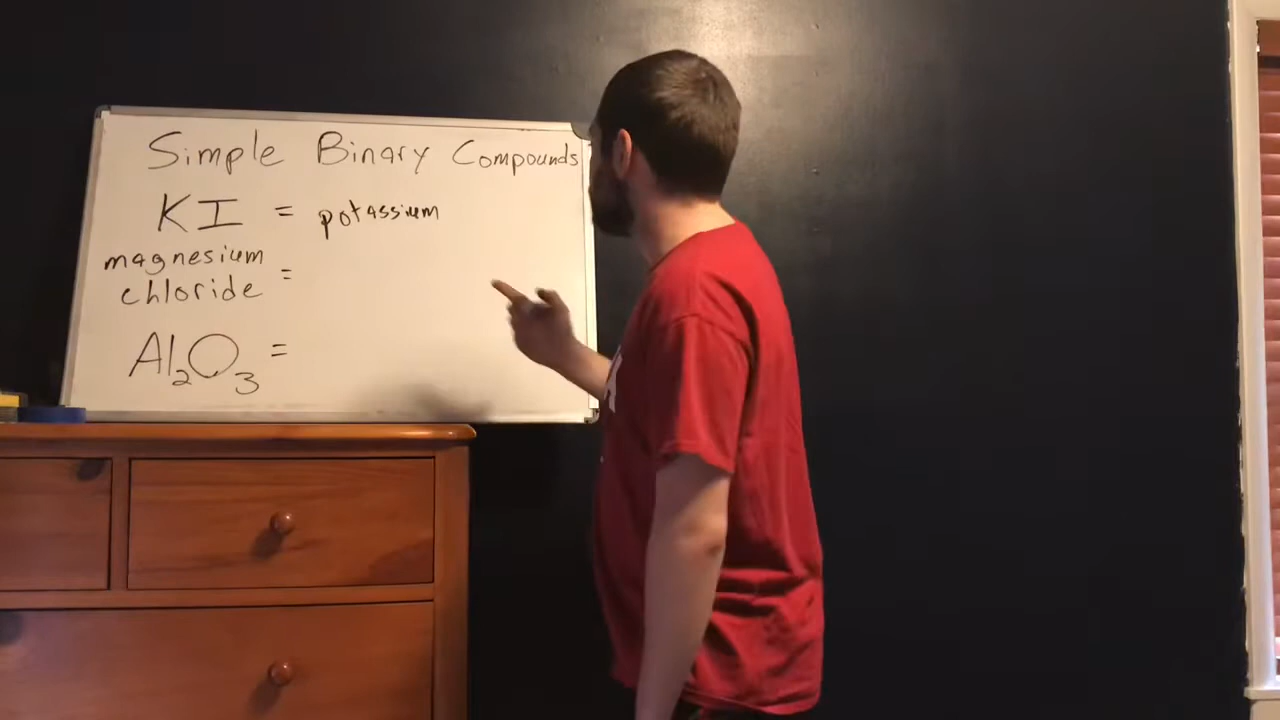 Simple Binary Compounds
KI = potassium
magnesium
chloride =
Al₂O₃ =